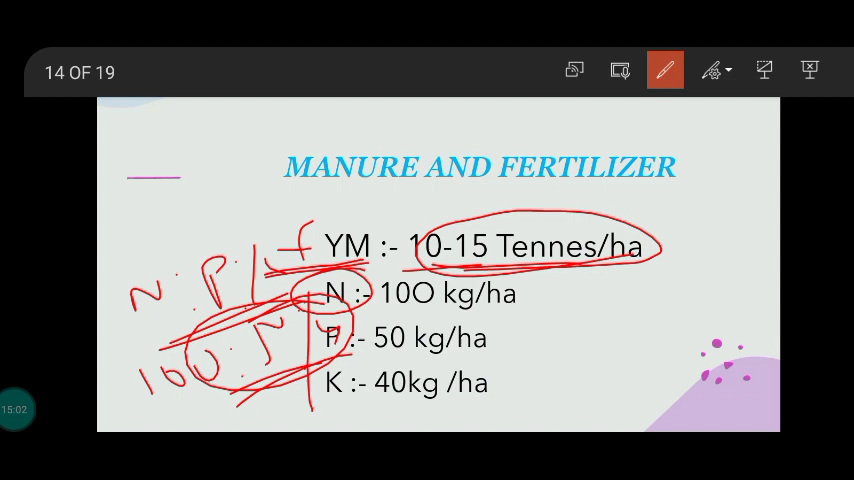 14 OF 19
MANURE AND FERTILIZER
f YM :- 10-15 Tennes/ha
N :- 10O kg/ha
P :- 50 kg/ha
K :- 40kg /ha
N : P :
100 :
15:02